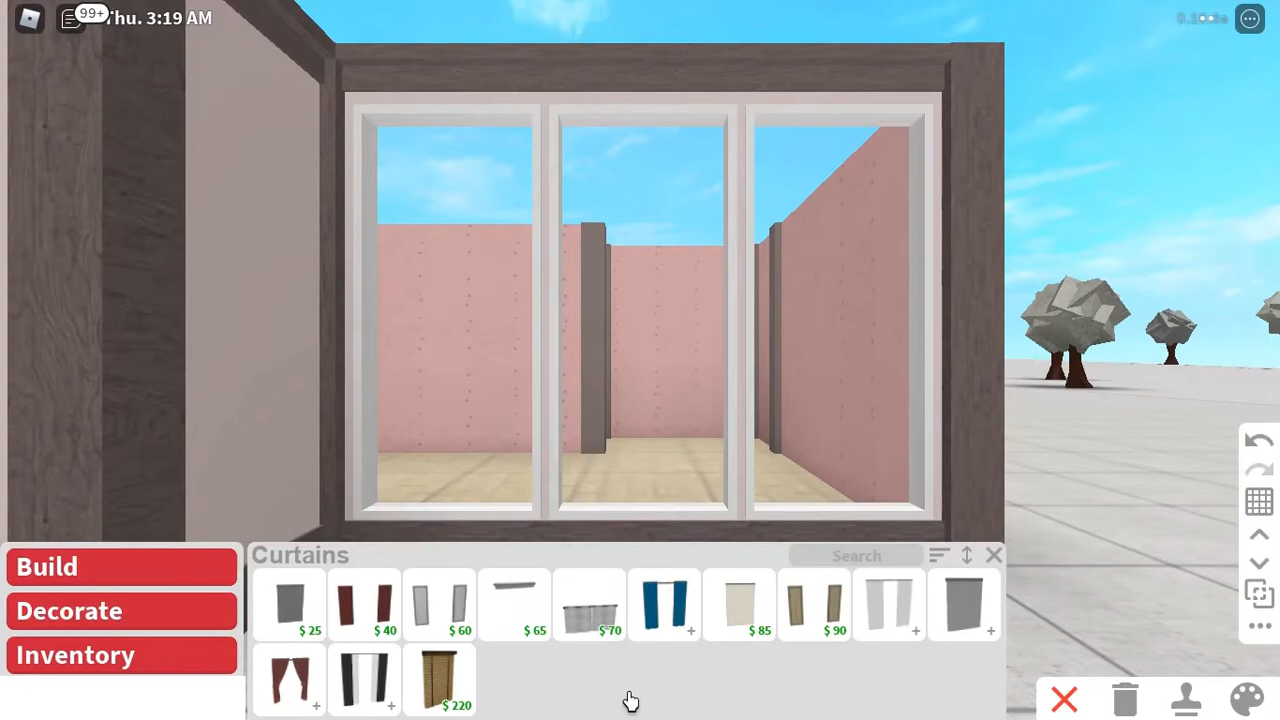 99+
Thu. 3:19 AM
Build
Decorate
Inventory
Curtains
Search
$ 25
$ 40
$ 60
$ 65
$ 70
+
$ 85
$ 90
+
+
+
+
$ 220